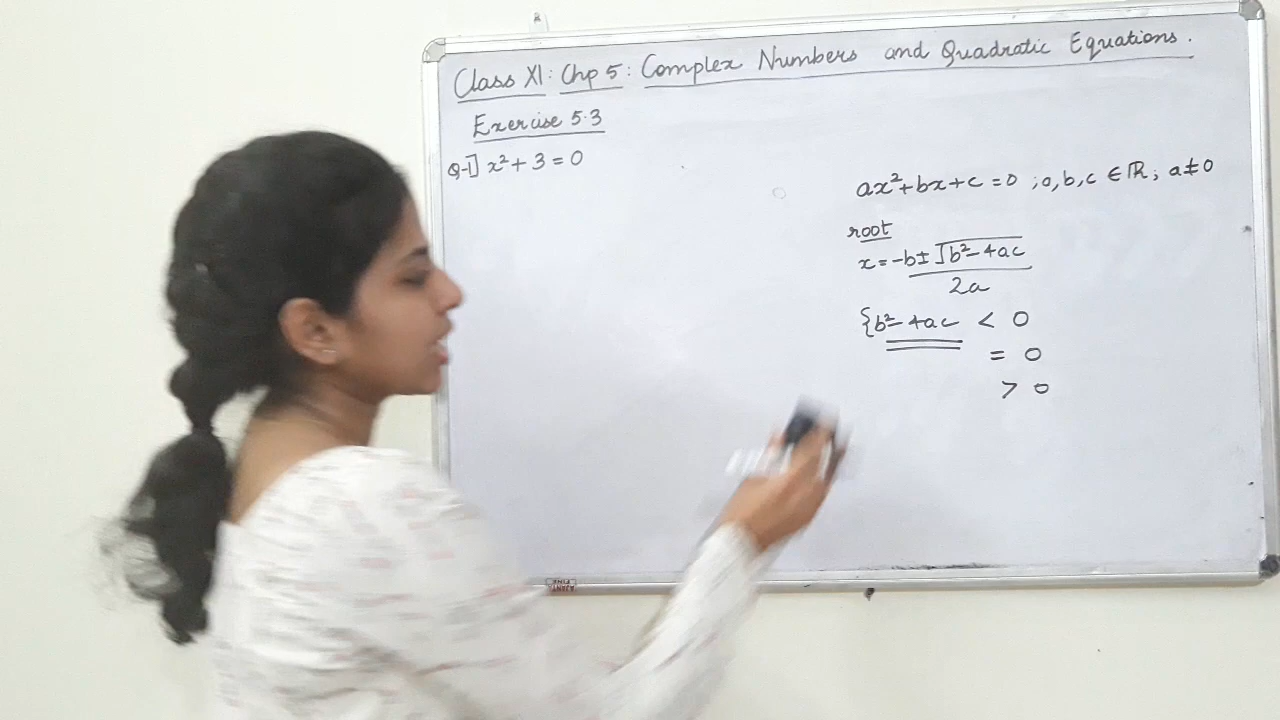 Class XI: Chp 5: Complex Numbers and Quadratic Equations.
Exercise 5.3
Q-1] x² + 3 = 0
ax² + bx + c = 0 ; a, b, c ∈ ℝ ; a ≠ 0
root
x = -b ± √b² - 4ac
2a
{b² - 4ac < 0
= 0
> 0